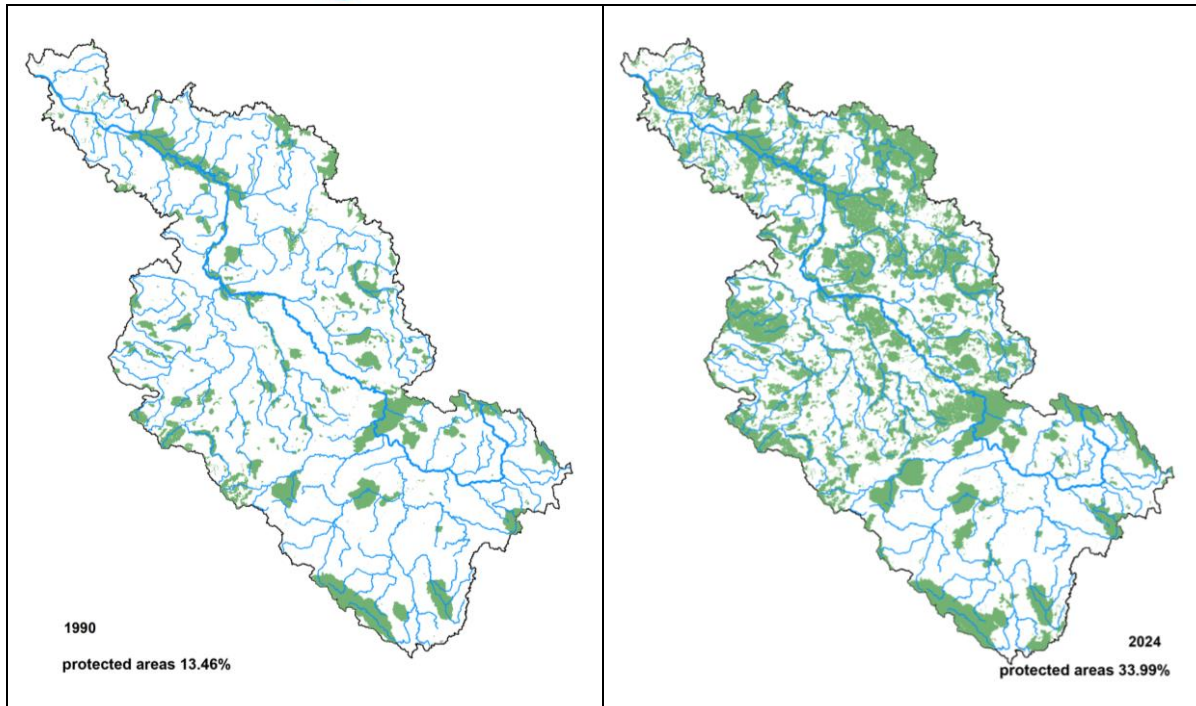 1990
protected areas 13.46%
2024
protected areas 33.99%